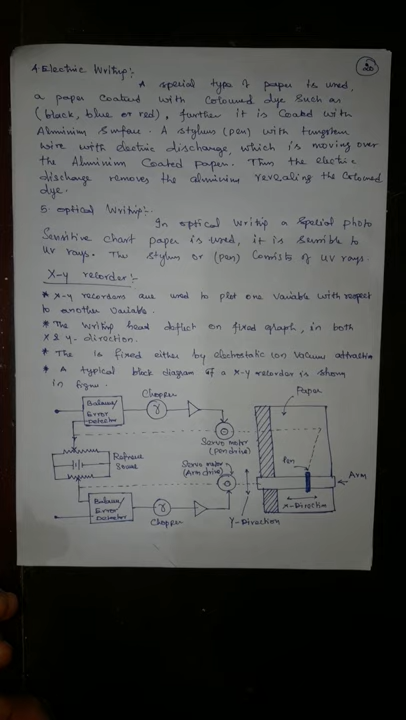 4. Electric Writing:-
A special type of paper is used,
a paper coated with coloured dye such as
(black, blue or red), further it is coated with
Alminium Surface. A stylus (pen) with tungsten
wire with electric discharge, which is moving over
the Alminium Coated paper. Thus the electric
discharge removes the alminium revealing the coloured
dye.
5. optical Writing:-
In optical writing a special photo
Sensitive chart paper is used, it is sensible to
UV rays. The stylus or (pen) Consists of UV rays.
X-y recorder:-
* X-y recorders are used to plot one Variable with respect
to another Variable.
* The writing head deflect on fixed graph, in both
X & y- direction.
* The is fixed either by electrostatic (on Vacuum attraction
* A typical block diagram of a X-y recorder is shown
in figure.
Chopper
Paper
Balance/
Error
Detector
Servo motor
(pen drive)
Refrence
Source
Servo motor
(Arm drive)
Pen
Arm
Balance/
Error
Detector
Chopper
Y-Direction
X-Direction